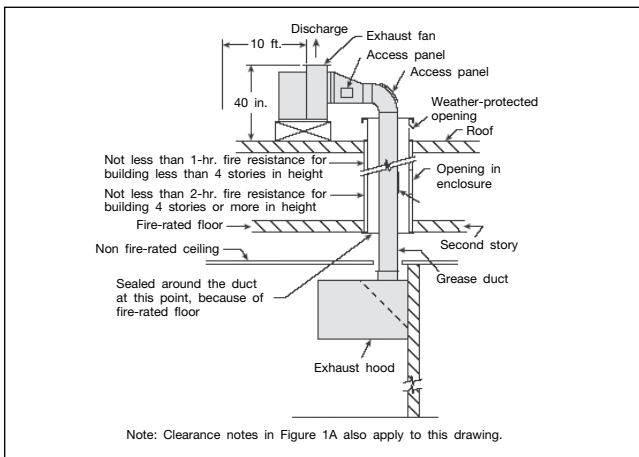 Discharge
10 ft.
Exhaust fan
Access panel
Access panel
40 in.
Weather-protected
opening
Roof
Not less than 1-hr. fire resistance for
building less than 4 stories in height
Opening in
enclosure
Not less than 2-hr. fire resistance for
building 4 stories or more in height
Fire-rated floor
Second story
Non fire-rated ceiling
Grease duct
Sealed around the duct
at this point, because of
fire-rated floor
Exhaust hood
Note: Clearance notes in Figure 1A also apply to this drawing.